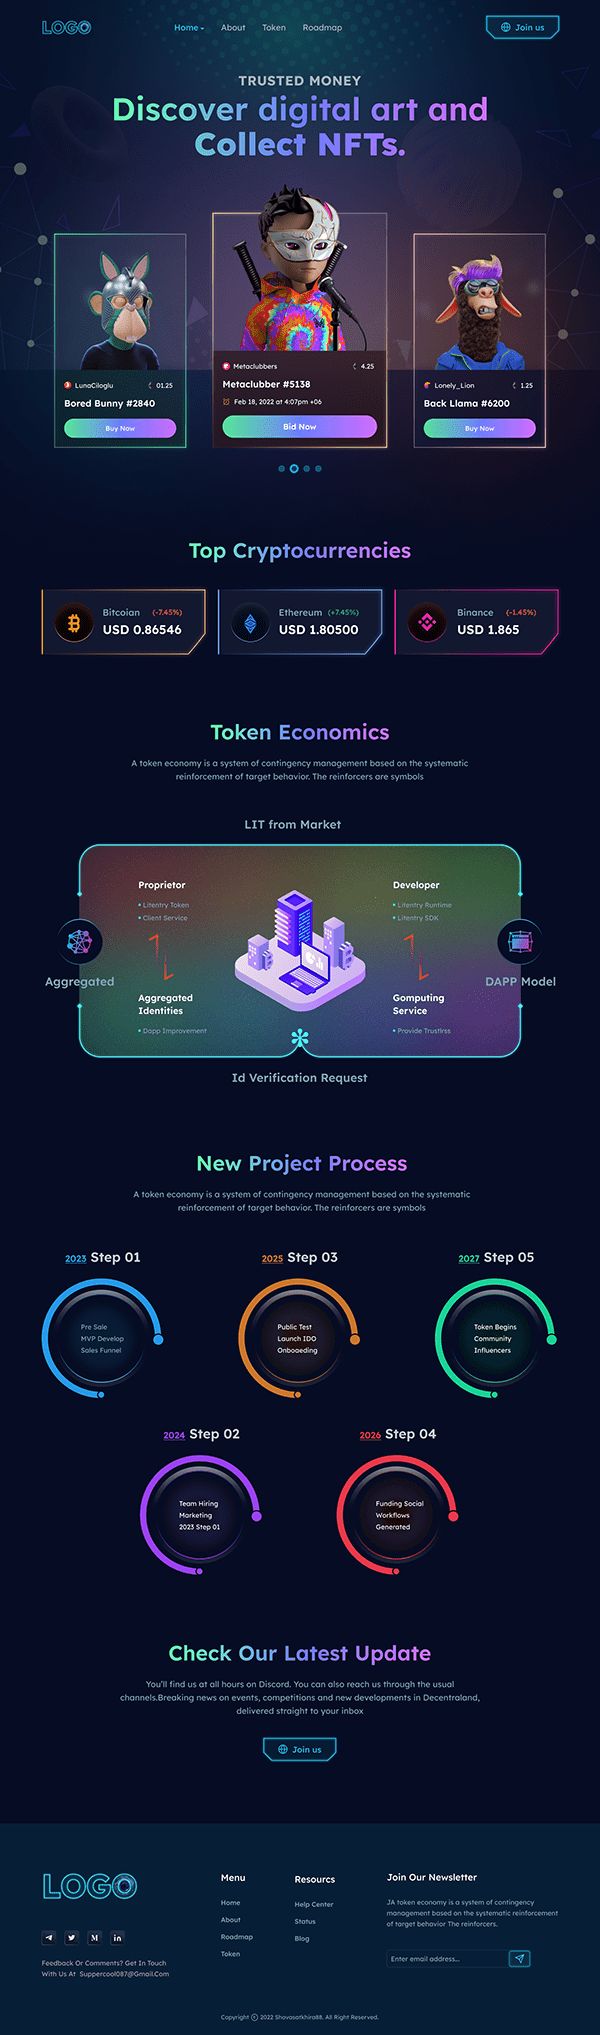 LOGO
Home
About
Token
Roadmap
Join us
TRUSTED MONEY
Discover digital art and
Collect NFTs.
LunaCiloglu 01.25
Bored Bunny #2840
Buy Now
Metaclubbers 4.25
Metaclubber #5138
Feb 18, 2022 at 4:07pm +06
Bid Now
Lonely_Lion 1.25
Back Llama #6200
Buy Now
Top Cryptocurrencies
Bitcoian (-7.45%)
USD 0.86546
Ethereum (+7.45%)
USD 1.80500
Binance (-1.45%)
USD 1.865
Token Economics
A token economy is a system of contingency management based on the systematic
reinforcement of target behavior. The reinforcers are symbols
LIT from Market
Proprietor
Litentry Token
Client Service
Developer
Litentry Runtime
Litentry SDK
Aggregated
DAPP Model
Aggregated
Identities
Dapp Improvement
Gomputing
Service
Provide Trustlrss
Id Verification Request
New Project Process
A token economy is a system of contingency management based on the systematic
reinforcement of target behavior. The reinforcers are symbols
2023 Step 01
Pre Sale
MVP Develop
Sales Funnel
2025 Step 03
Public Test
Launch IDO
Onboaeding
2027 Step 05
Token Begins
Community
Influencers
2024 Step 02
Team Hiring
Marketing
2023 Step 01
2026 Step 04
Funding Social
Workflows
Generated
Check Our Latest Update
You'll find us at all hours on Discord. You can also reach us through the usual
channels.Breaking news on events, competitions and new developments in Decentraland,
delivered straight to your inbox
Join us
LOGO
Feedback Or Comments? Get In Touch
With Us At Suppercool087@Gmail.Com
Menu
Home
About
Roadmap
Token
Resourcs
Help Center
Status
Blog
Join Our Newsletter
JA token economy is a system of contingency
management based on the systematic reinforcement
of target behavior The reinforcers.
Enter email address...
Copyright © 2022 Shovasatkhira88. All Right Reserved.